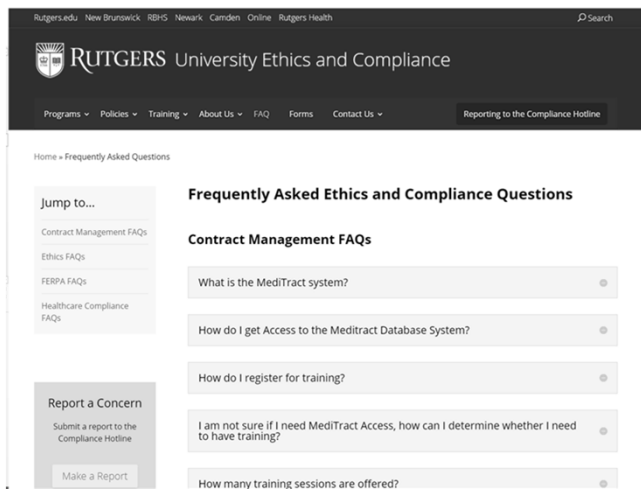 Rutgers.edu New Brunswick RBHS Newark Camden Online Rutgers Health Search
RUTGERS University Ethics and Compliance
Programs Policies Training About Us FAQ Forms Contact Us Reporting to the Compliance Hotline
Home » Frequently Asked Questions
Jump to...
Contract Management FAQs
Ethics FAQs
FERPA FAQs
Healthcare Compliance
FAQs
Report a Concern
Submit a report to the
Compliance Hotline
Make a Report
Frequently Asked Ethics and Compliance Questions
Contract Management FAQs
What is the MediTract system?
How do I get Access to the Meditract Database System?
How do I register for training?
I am not sure if I need MediTract Access, how can I determine whether I need
to have training?
How many training sessions are offered?